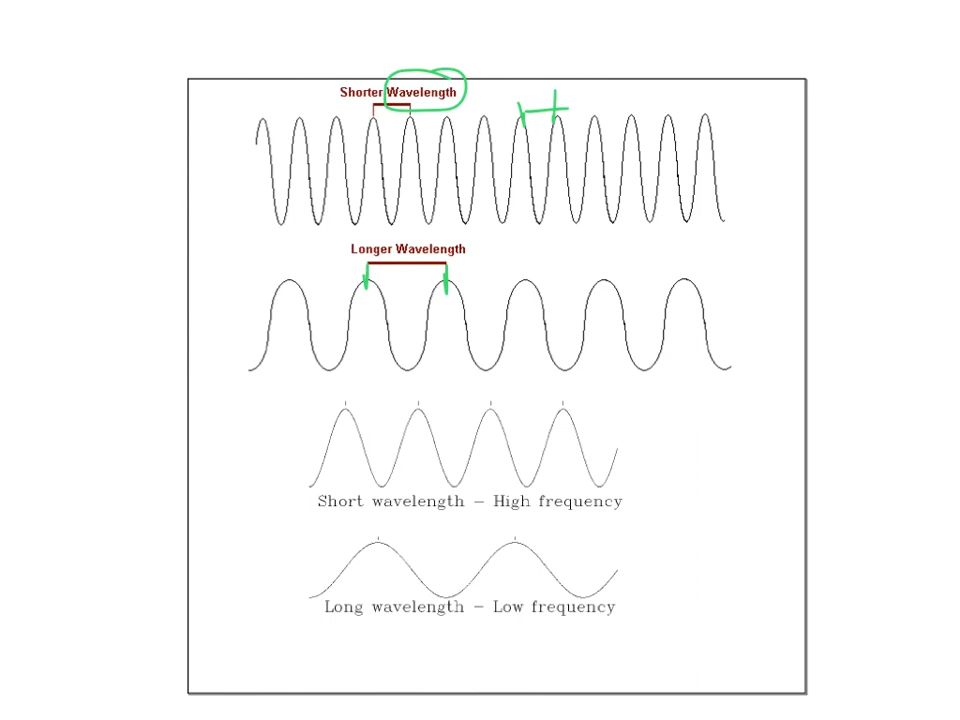 Shorter Wavelength
Longer Wavelength
Short wavelength – High frequency
Long wavelength – Low frequency